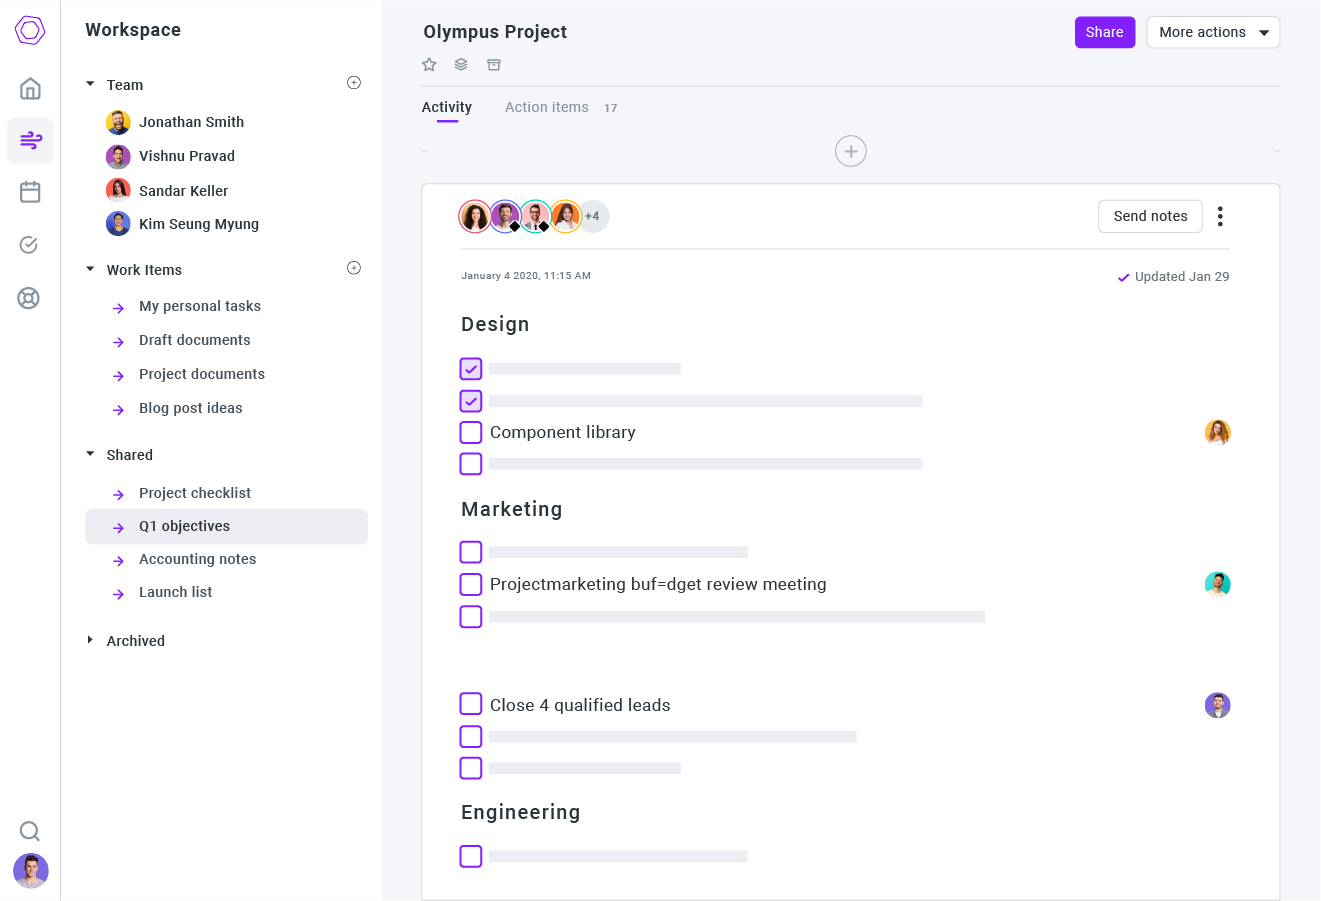 Workspace
Team
Jonathan Smith
Vishnu Pravad
Sandar Keller
Kim Seung Myung
Work Items
My personal tasks
Draft documents
Project documents
Blog post ideas
Shared
Project checklist
Q1 objectives
Accounting notes
Launch list
Archived
Olympus Project
Share
More actions
Activity
Action items 17
+4
Send notes
January 4 2020, 11:15 AM
Updated Jan 29
Design
Component library
Marketing
Projectmarketing buf=dget review meeting
Close 4 qualified leads
Engineering